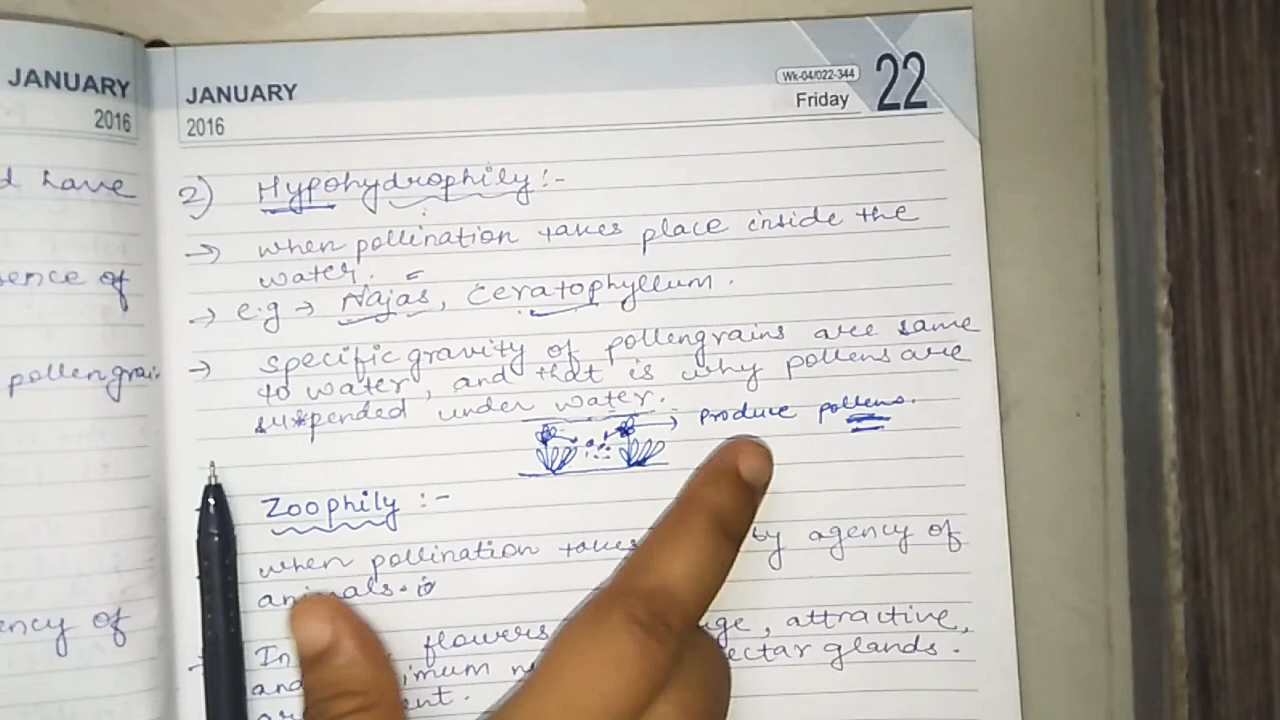 JANUARY
2016
d have
ence of
pollengrain
ency of
JANUARY
2016
Wk-04/022-344
Friday
22
2) Hypohydrophily :-
→ when pollination takes place inside the
water.
→ e.g → Najas, Ceratophyllum.
→ specific gravity of pollengrains are same
to water, and that is why pollens are
suspended under water.
→ Produce pollens.
Zoophily :-
when pollination takes by agency of
animals.
In flowers attractive,
and nectar glands.